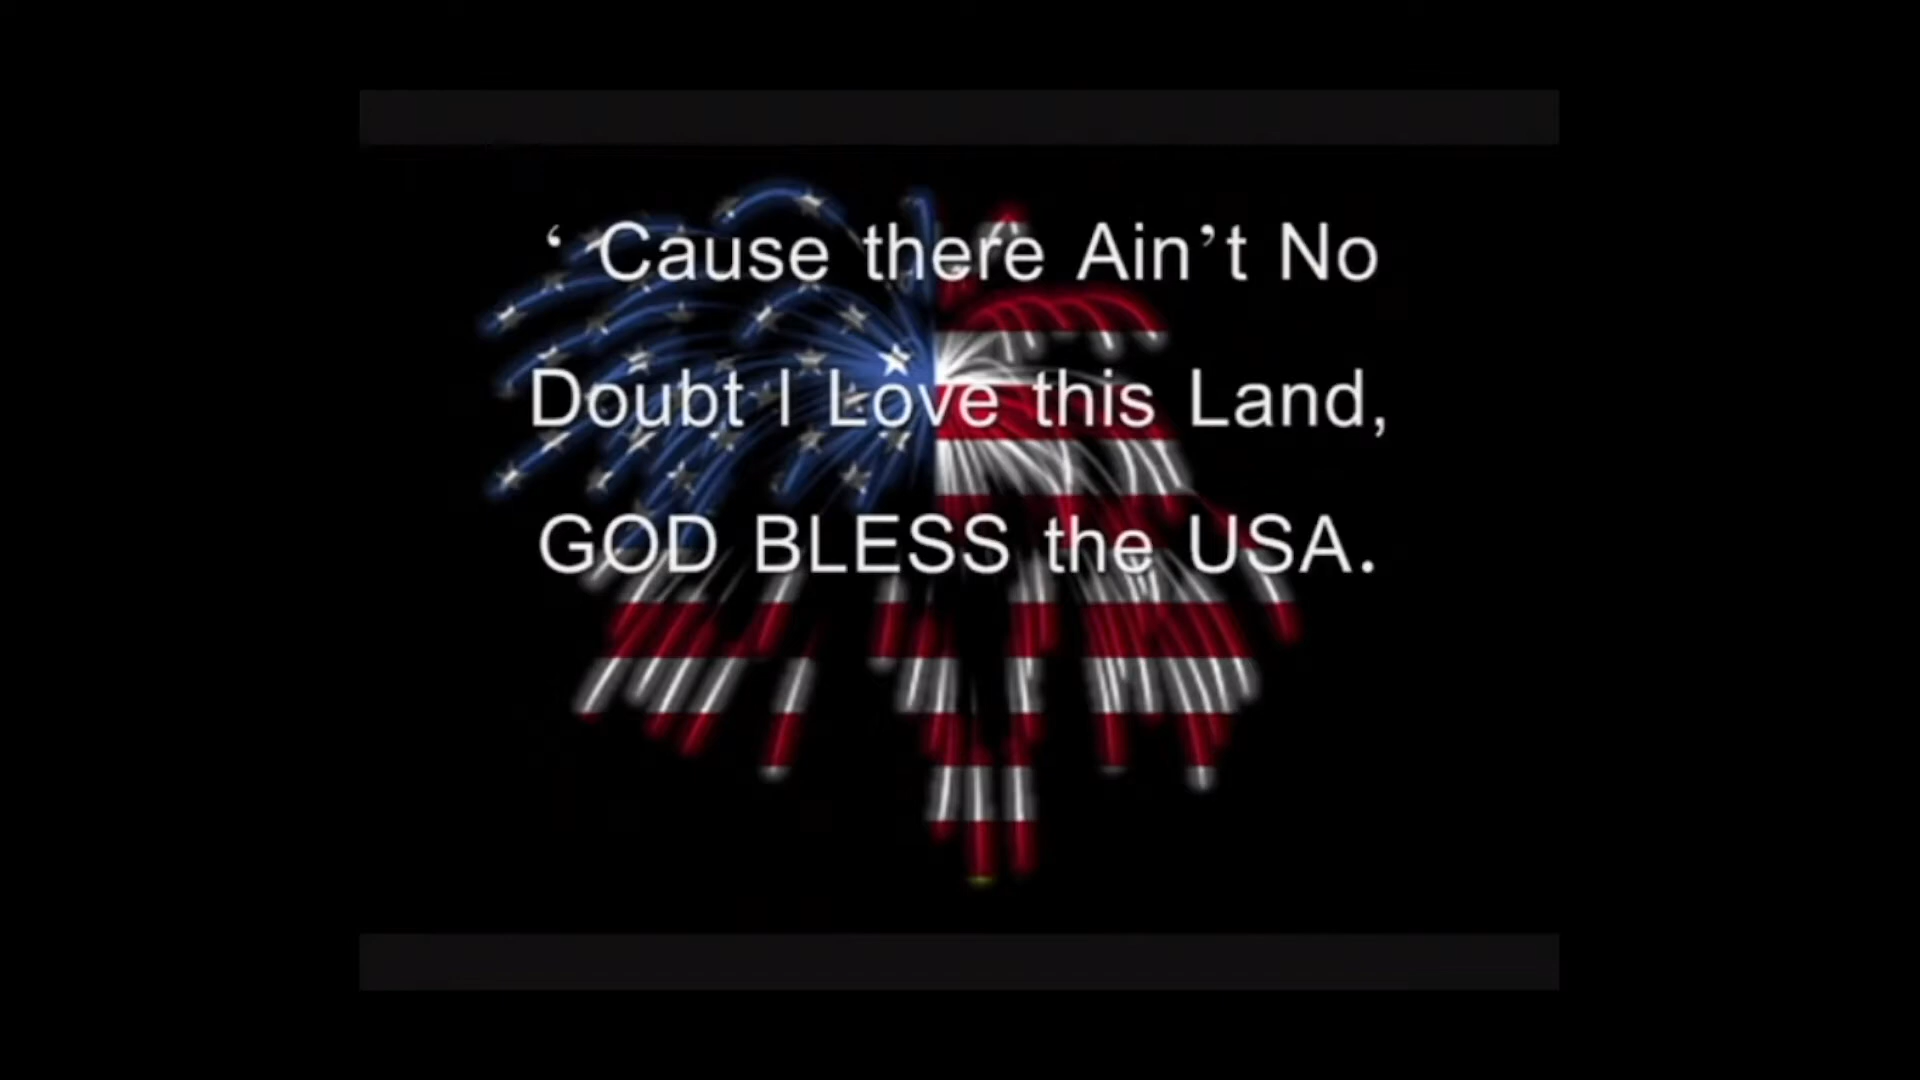 ‘ Cause there Ain’t No
Doubt I Love this Land,
GOD BLESS the USA.